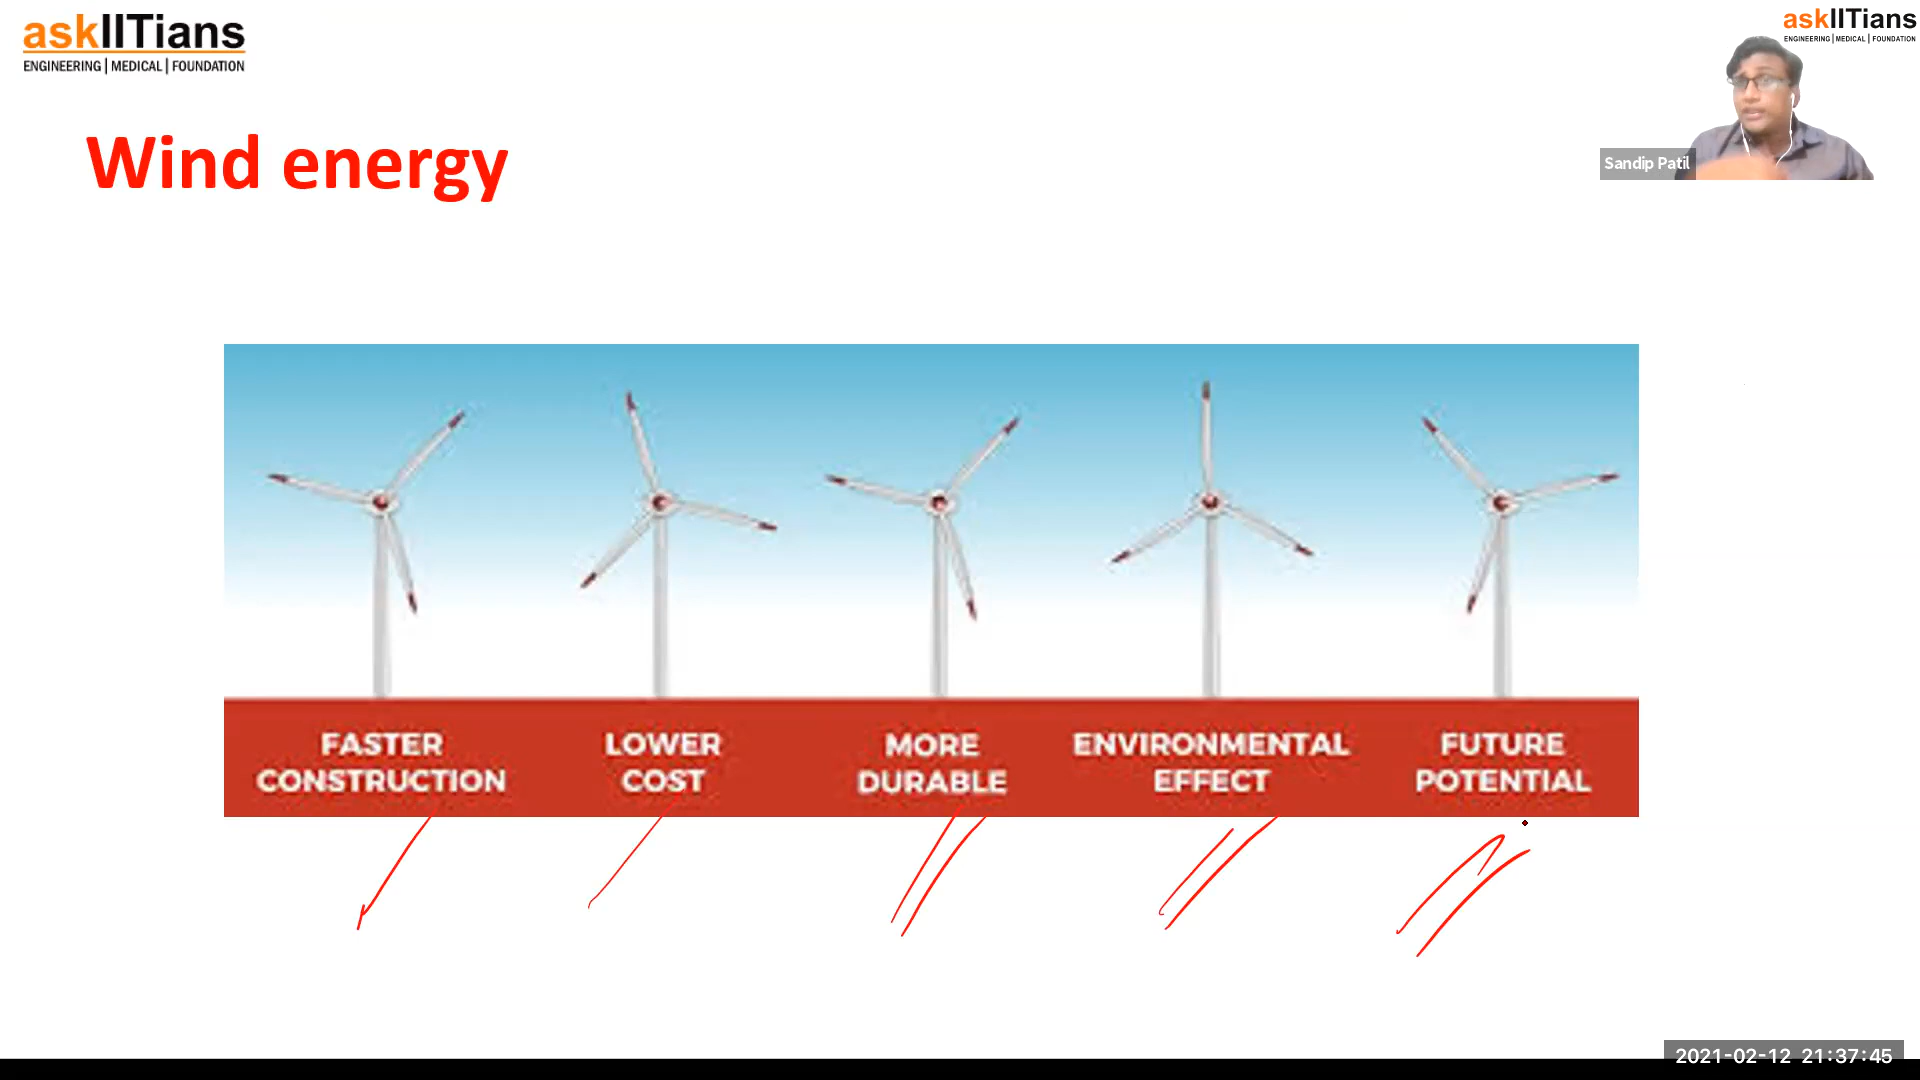 askIITians
ENGINEERING | MEDICAL | FOUNDATION
askIITians
ENGINEERING | MEDICAL | FOUNDATION
Sandip Patil
Wind energy
FASTER
CONSTRUCTION
LOWER
COST
MORE
DURABLE
ENVIRONMENTAL
EFFECT
FUTURE
POTENTIAL
2021-02-12 21:37:45